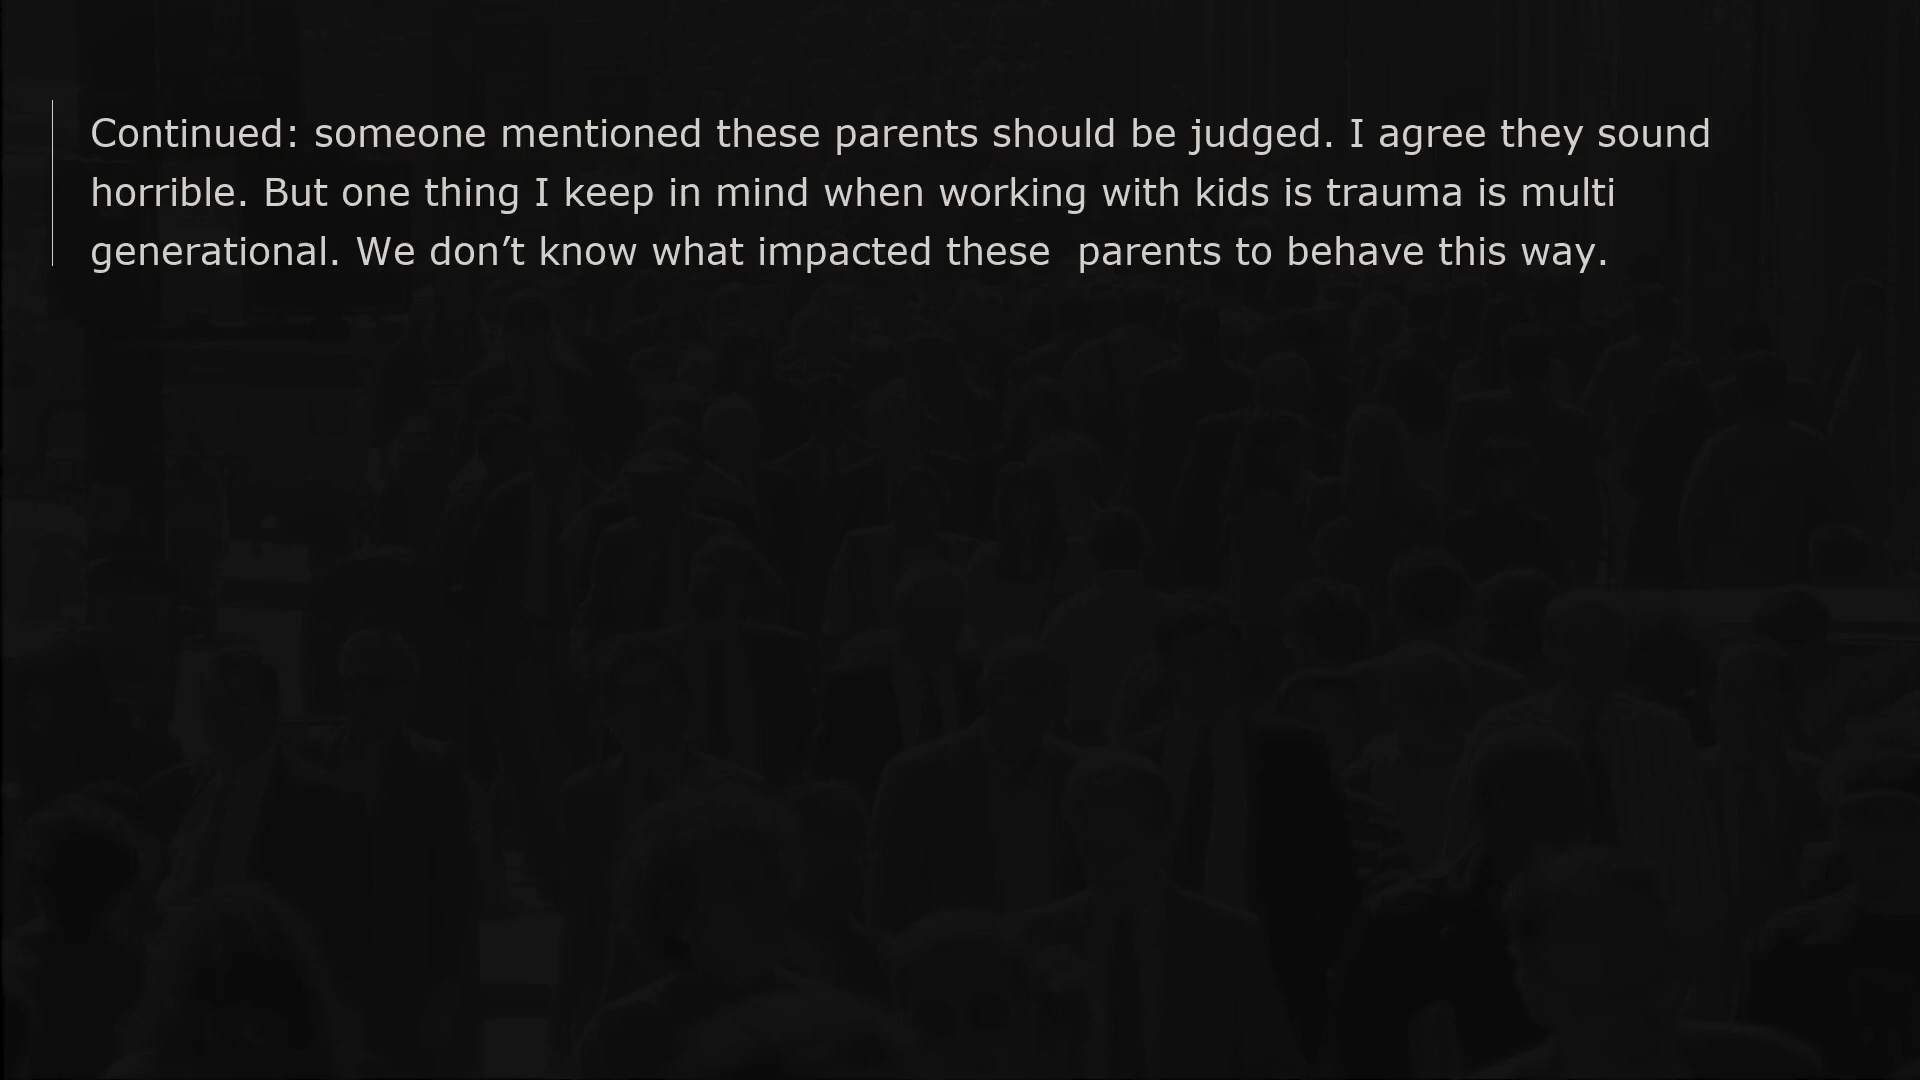 Continued: someone mentioned these parents should be judged. I agree they sound
horrible. But one thing I keep in mind when working with kids is trauma is multi
generational. We don’t know what impacted these  parents to behave this way.